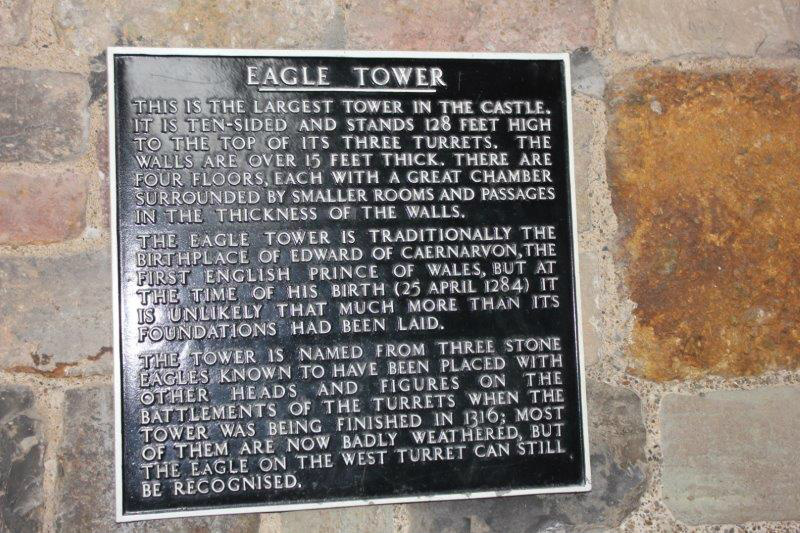 EAGLE TOWER
THIS IS THE LARGEST TOWER IN THE CASTLE.
IT IS TEN-SIDED AND STANDS 128 FEET HIGH
TO THE TOP OF ITS THREE TURRETS. THE
WALLS ARE OVER 15 FEET THICK. THERE ARE
FOUR FLOORS, EACH WITH A GREAT CHAMBER
SURROUNDED BY SMALLER ROOMS AND PASSAGES
IN THE THICKNESS OF THE WALLS.
THE EAGLE TOWER IS TRADITIONALLY THE
BIRTHPLACE OF EDWARD OF CAERNARVON, THE
FIRST ENGLISH PRINCE OF WALES, BUT AT
THE TIME OF HIS BIRTH (25 APRIL 1284) IT
IS UNLIKELY THAT MUCH MORE THAN ITS
FOUNDATIONS HAD BEEN LAID.
THE TOWER IS NAMED FROM THREE STONE
EAGLES KNOWN TO HAVE BEEN PLACED WITH
OTHER HEADS AND FIGURES ON THE
BATTLEMENTS OF THE TURRETS WHEN THE
TOWER WAS BEING FINISHED IN 1316; MOST
OF THEM ARE NOW BADLY WEATHERED, BUT
THE EAGLE ON THE WEST TURRET CAN STILL
BE RECOGNISED.